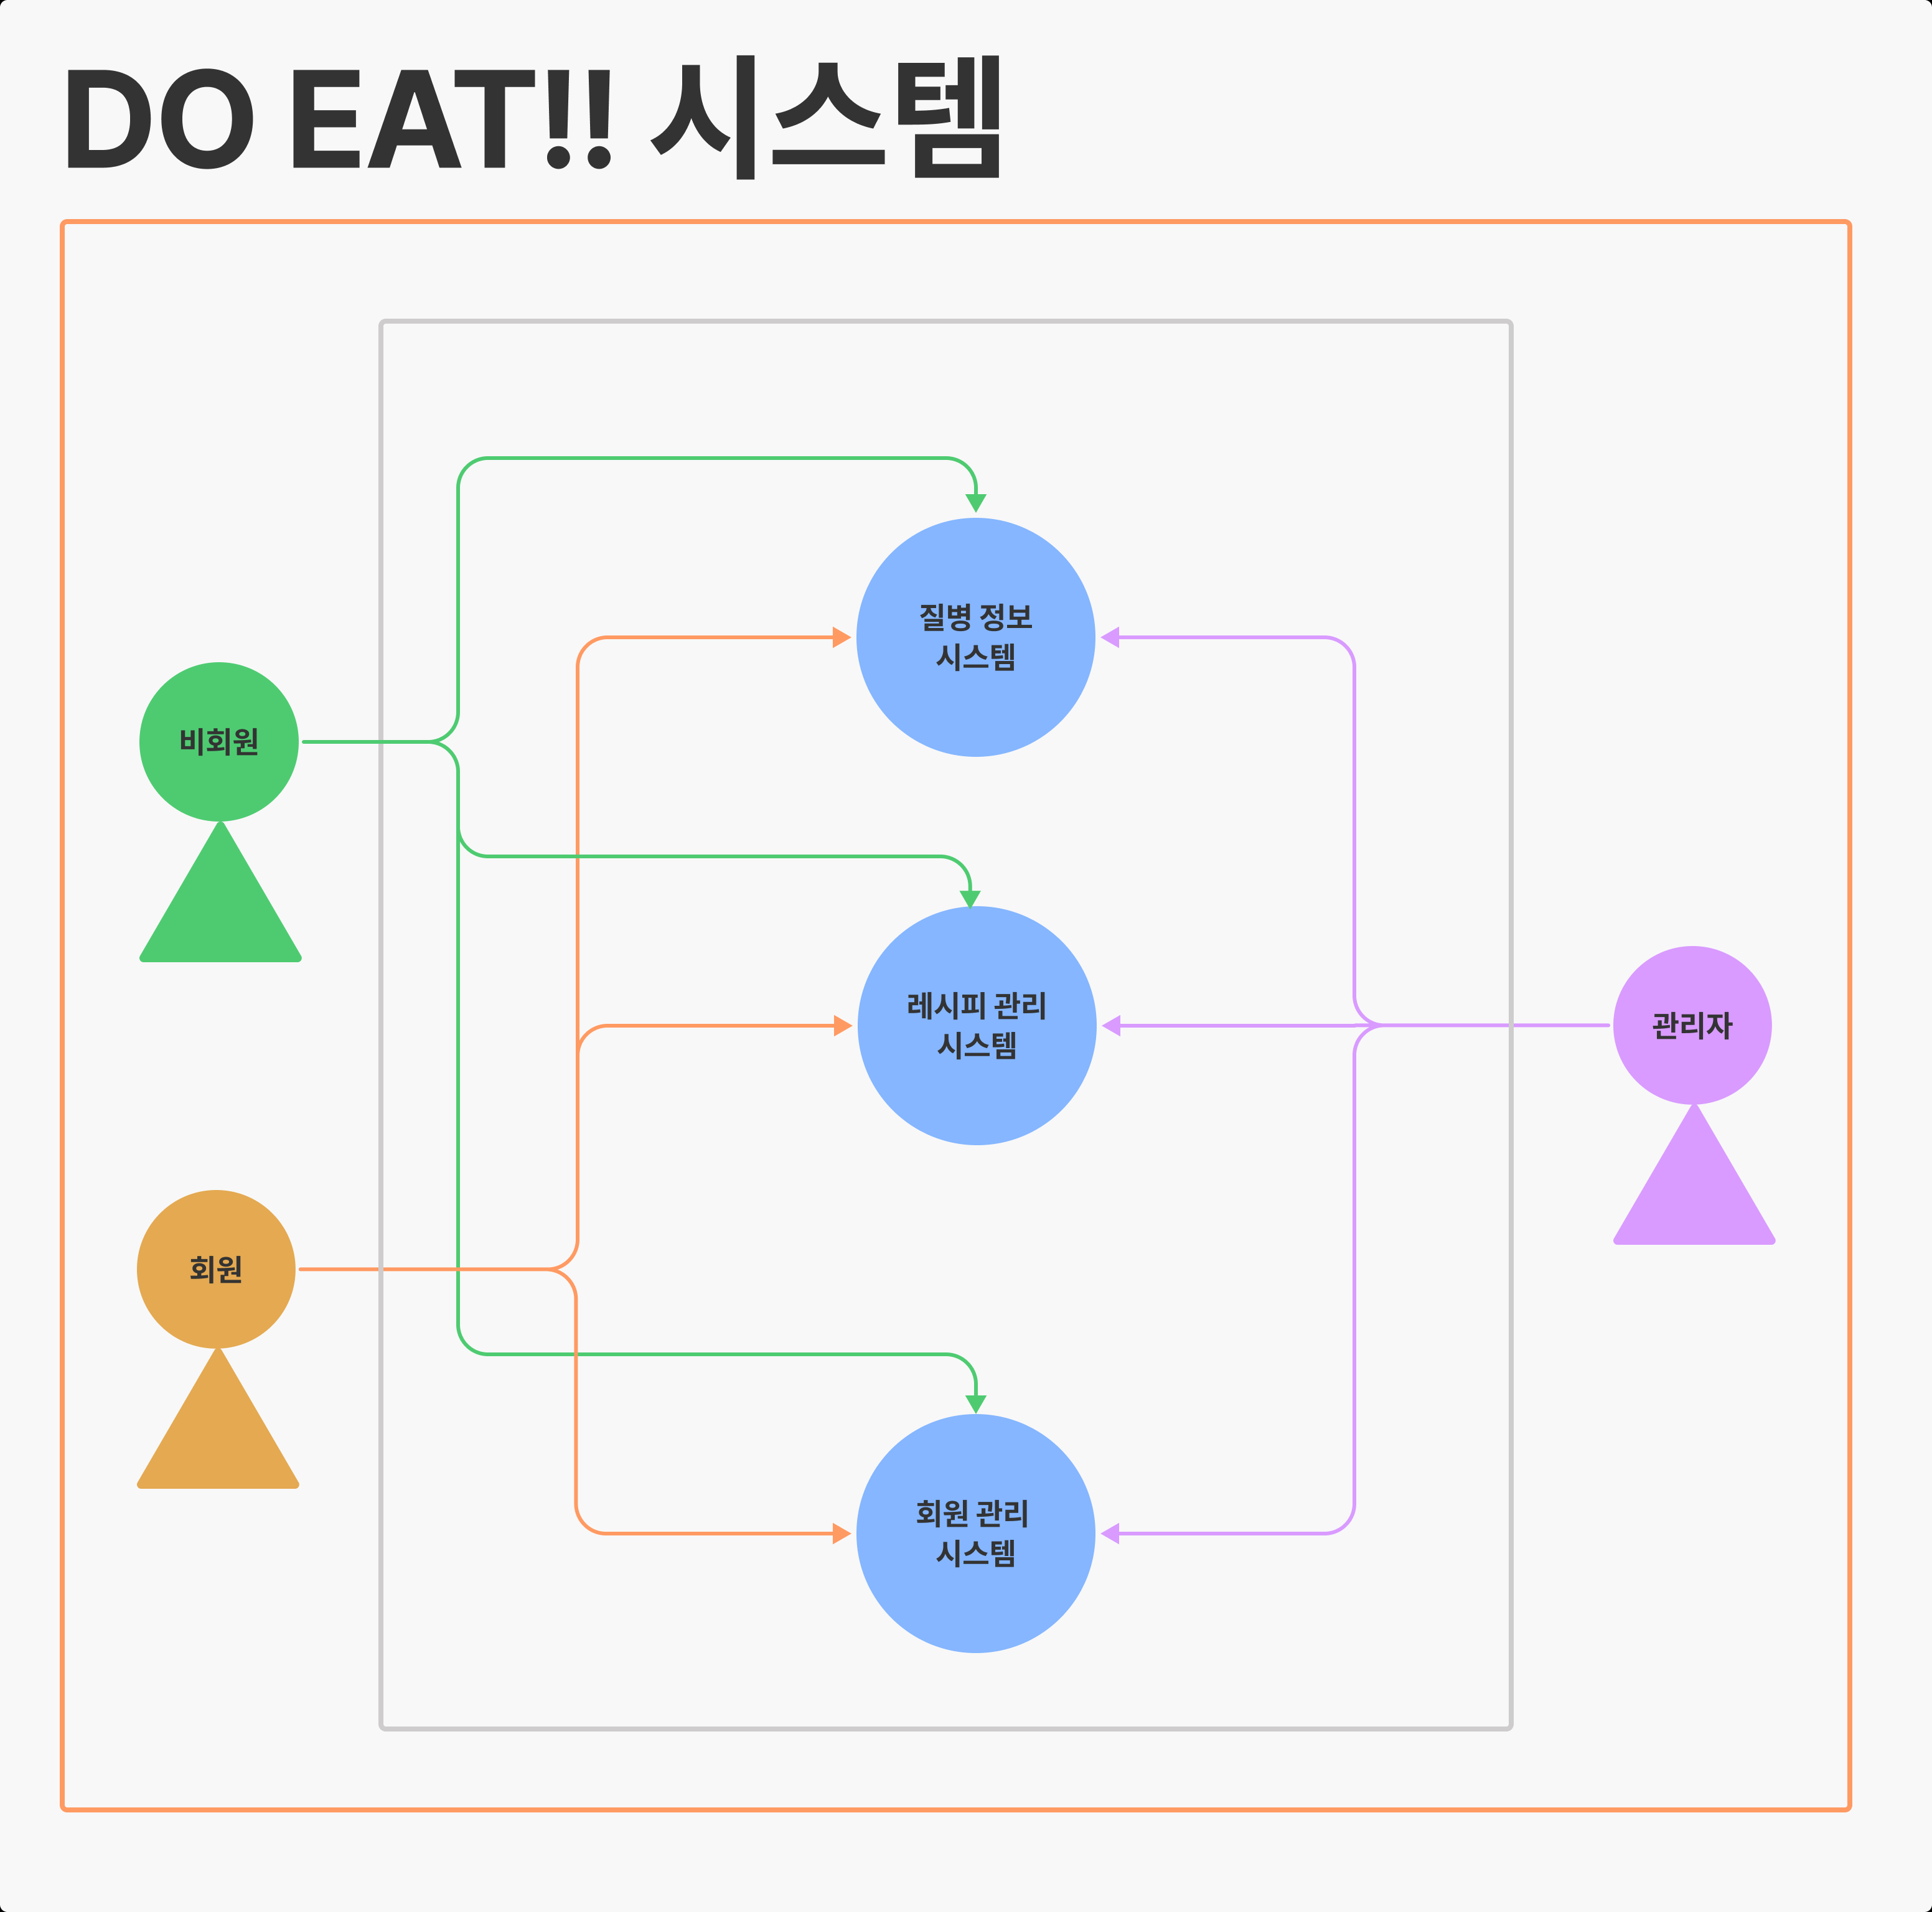 DO EAT!! 시스템
질병 정보
시스템
비회원
레시피 관리
시스템
관리자
회원
회원 관리
시스템